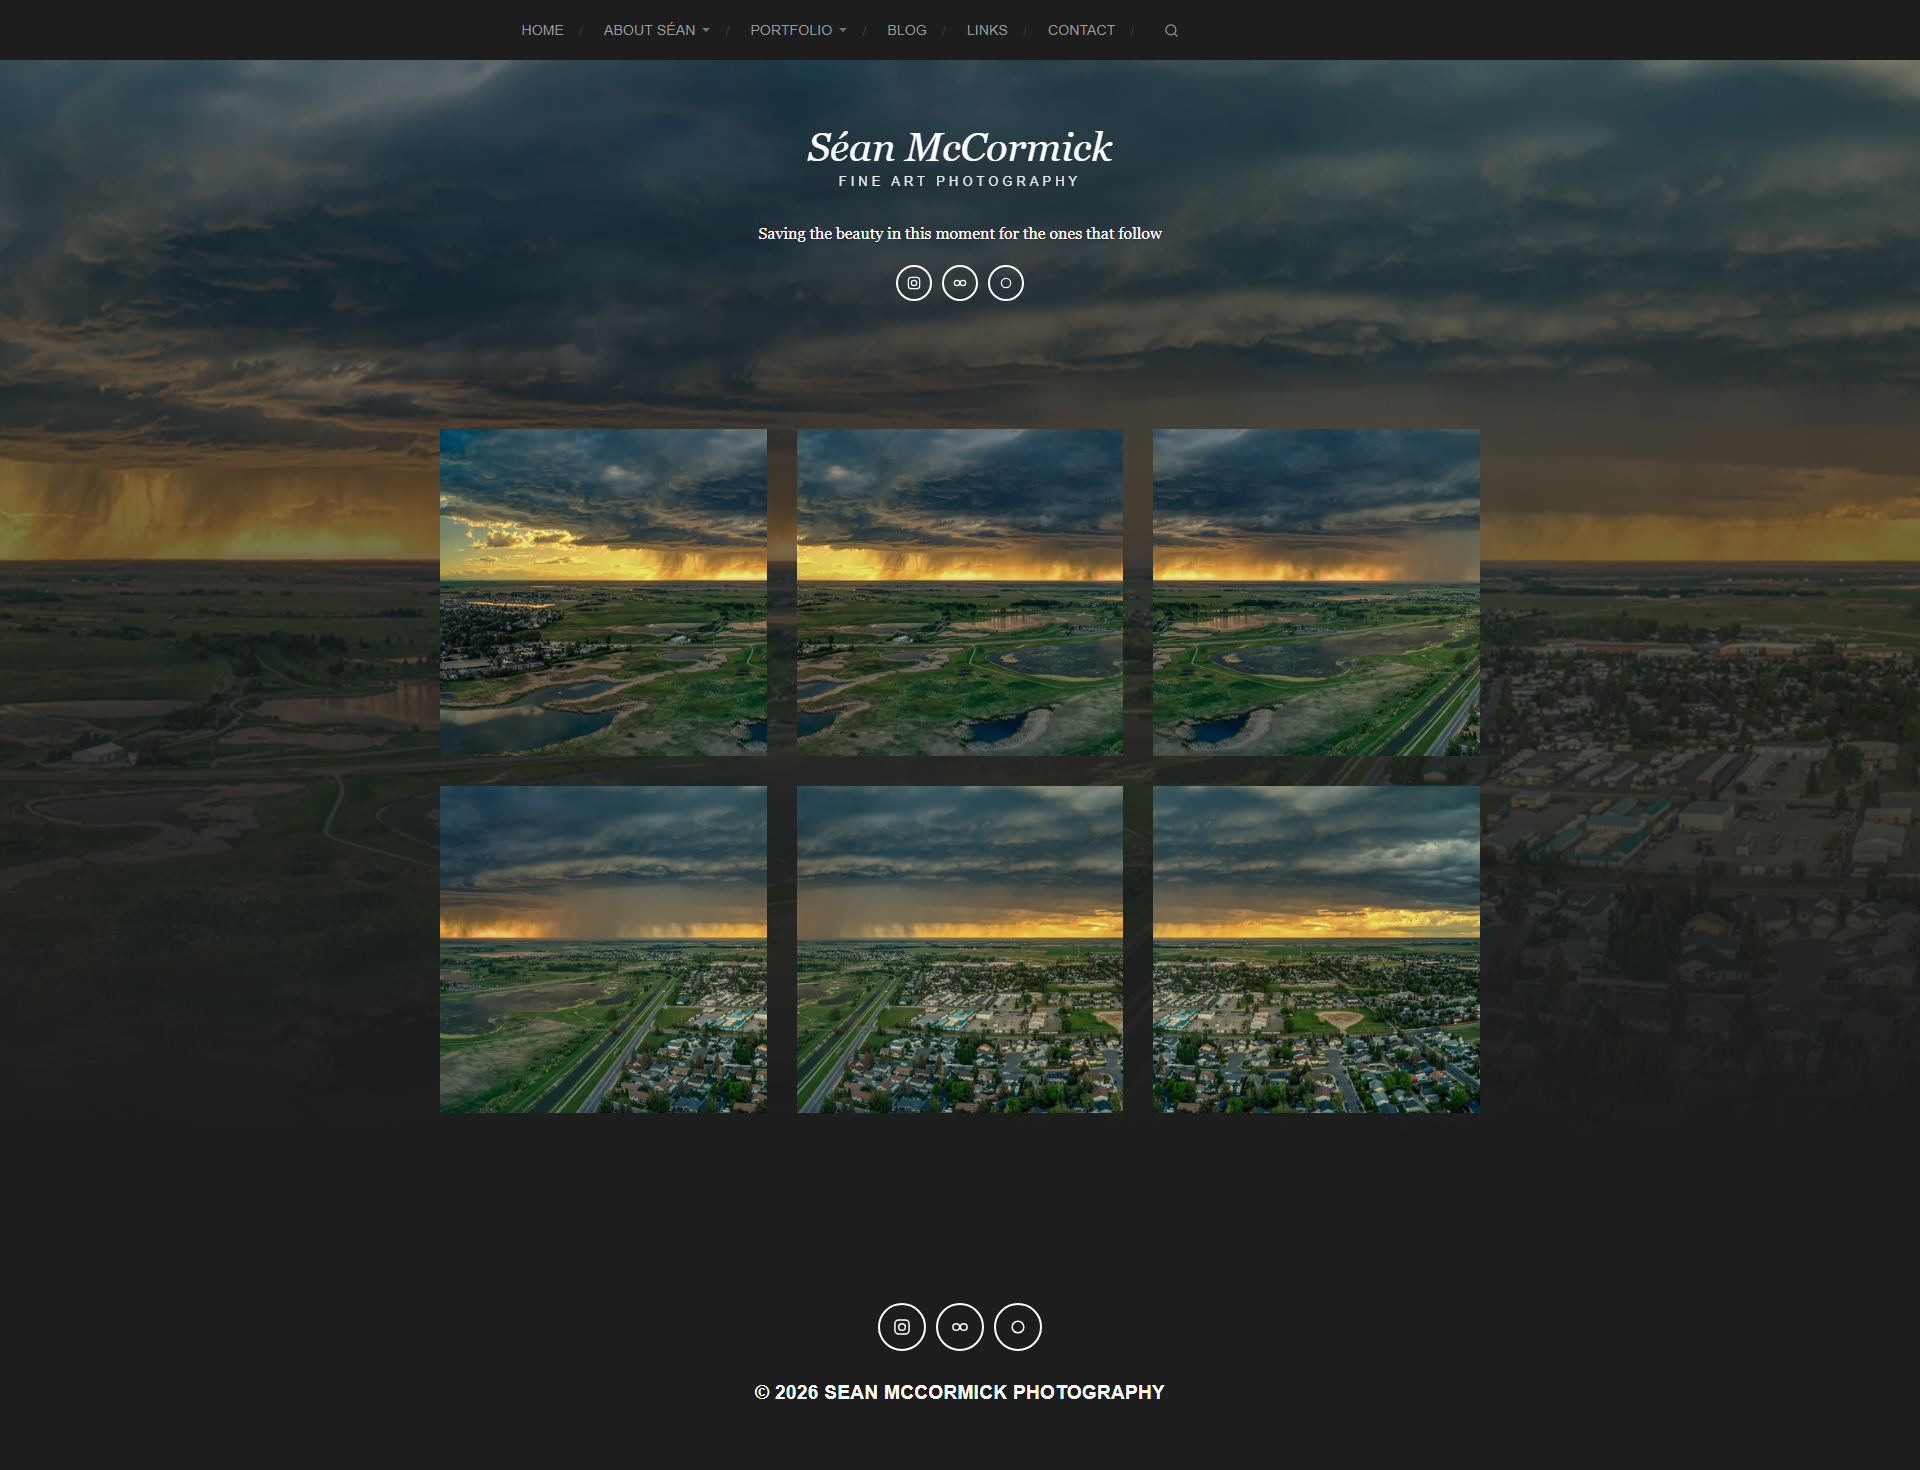 HOME / ABOUT SÉAN / PORTFOLIO / BLOG / LINKS / CONTACT /
Séan McCormick
FINE ART PHOTOGRAPHY
Saving the beauty in this moment for the ones that follow
© 2026 SEAN MCCORMICK PHOTOGRAPHY